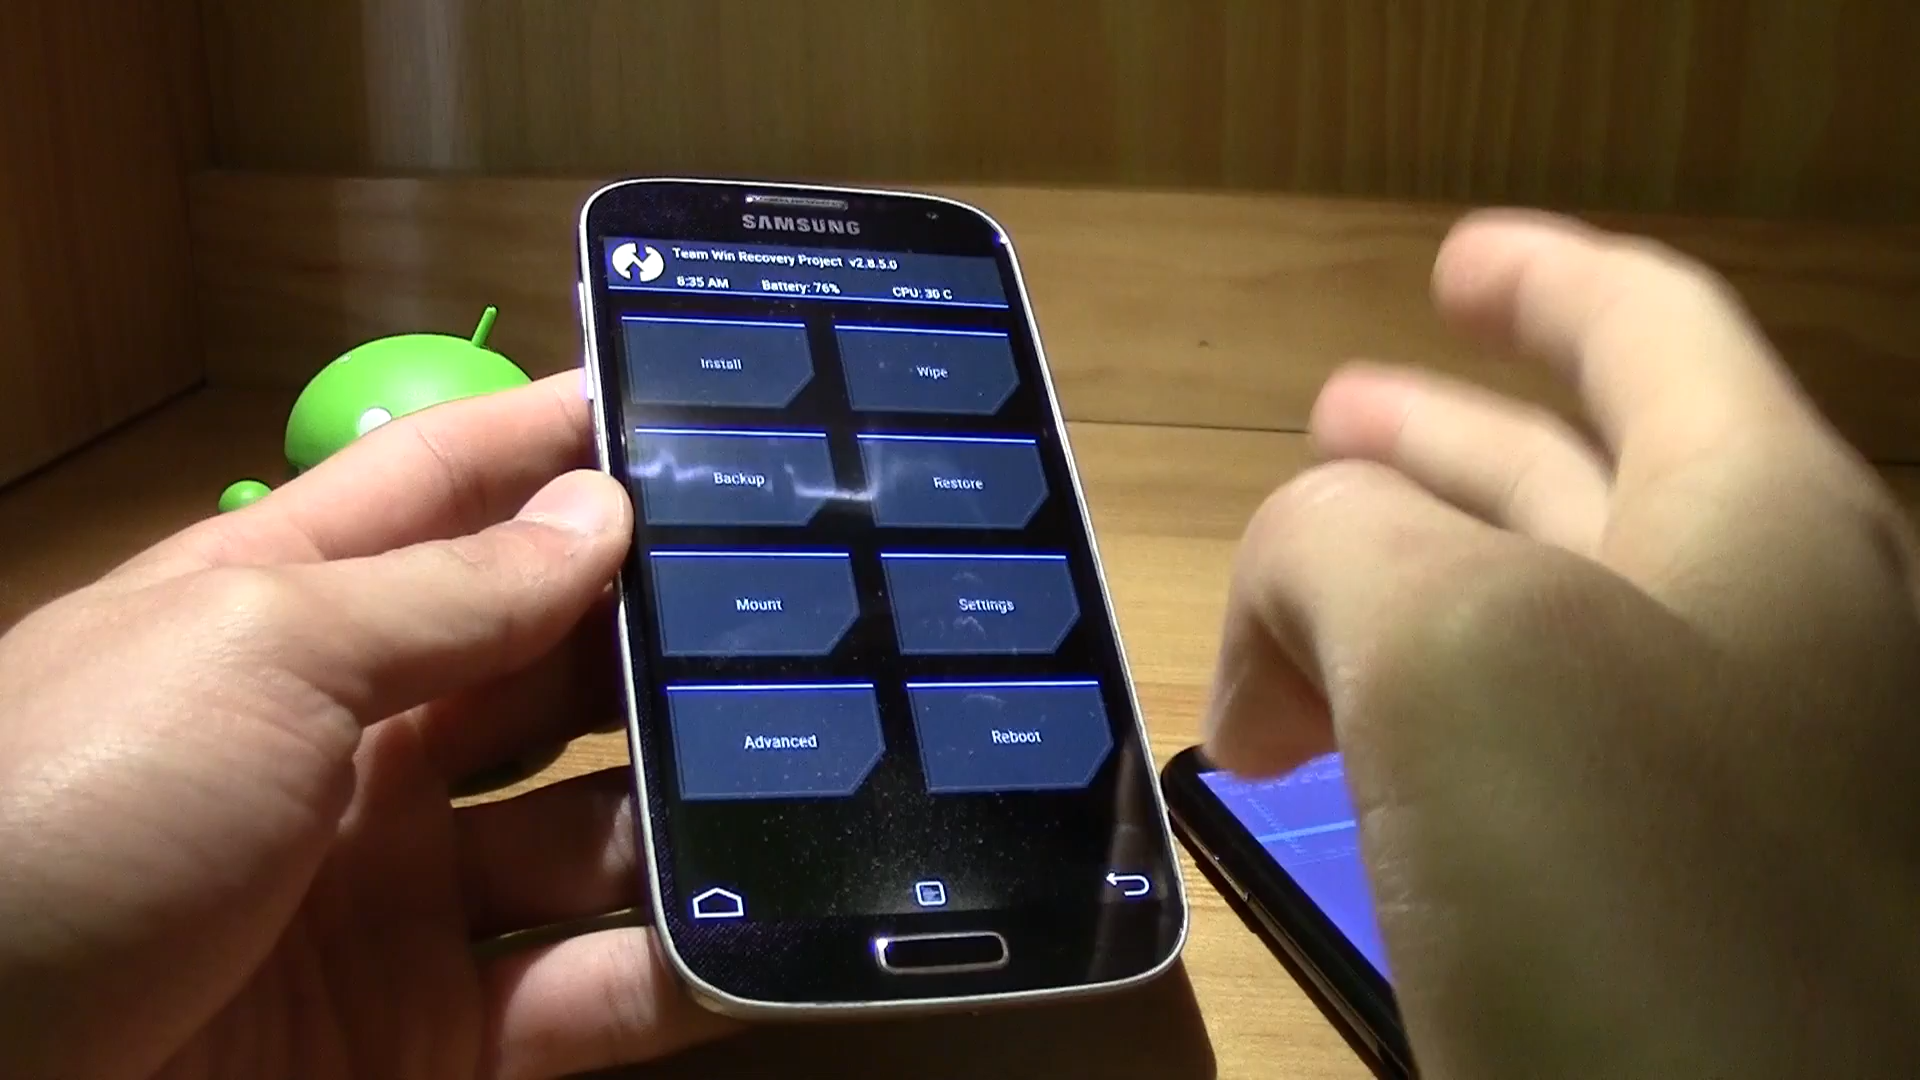 SAMSUNG
Team Win Recovery Project v2.8.5.0
8:35 AM Battery: 76% CPU: 30 C
Install
Wipe
Backup
Restore
Mount
Settings
Advanced
Reboot